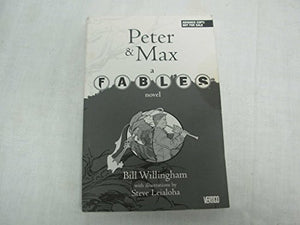 ADVANCE COPY
NOT FOR SALE
Peter
& Max
a
FABLES
novel
Bill Willingham
with illustrations by
Steve Leialoha
VERTIGO